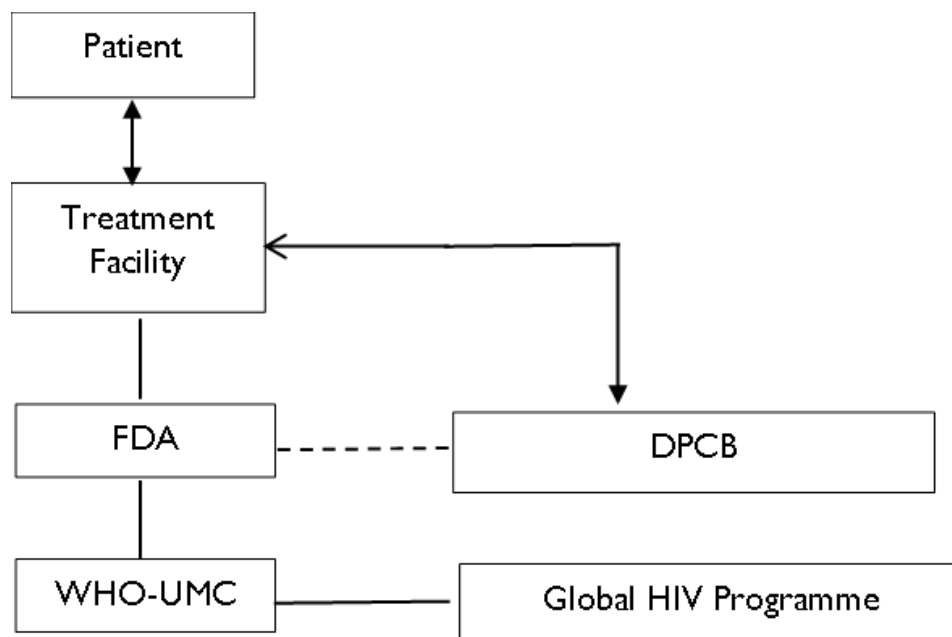 Patient
Treatment
Facility
FDA
DPCB
WHO-UMC
Global HIV Programme